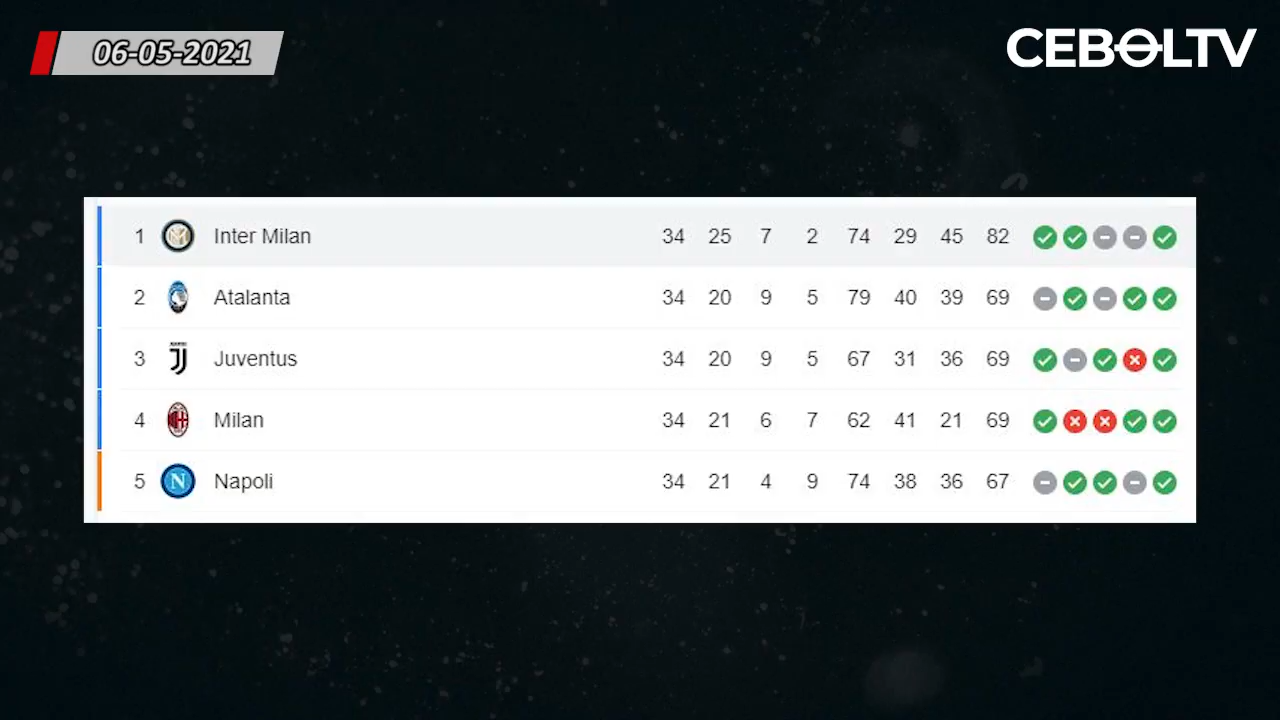 06-05-2021
CEBOLTV
1 Inter Milan 34 25 7 2 74 29 45 82
2 Atalanta 34 20 9 5 79 40 39 69
3 Juventus 34 20 9 5 67 31 36 69
4 Milan 34 21 6 7 62 41 21 69
5 N Napoli 34 21 4 9 74 38 36 67